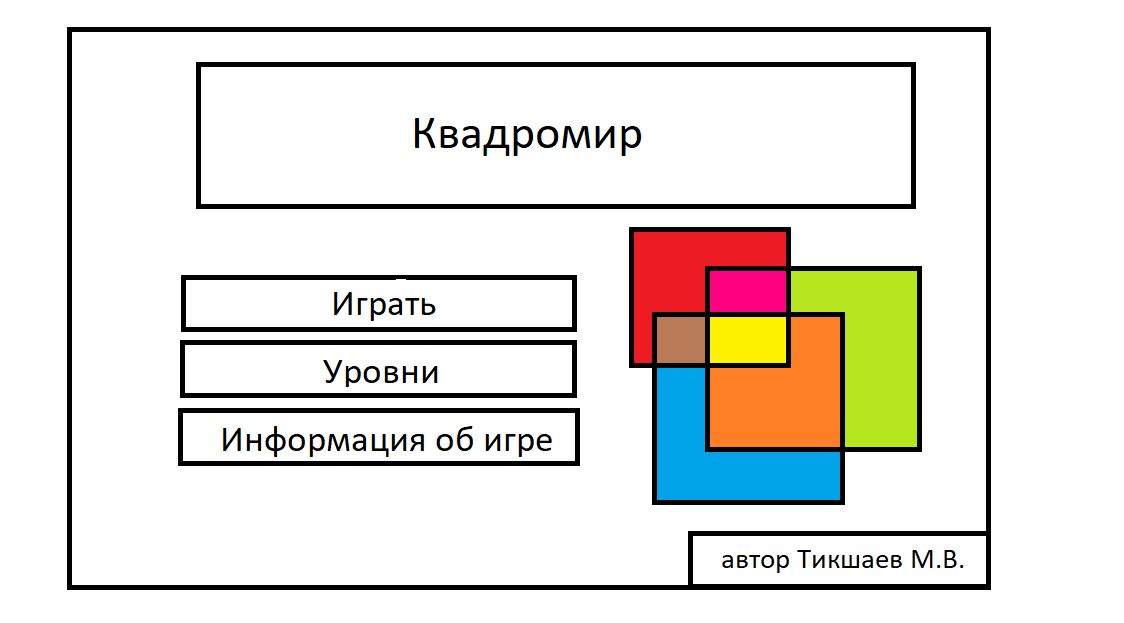 Квадромир
Играть
Уровни
Информация об игре
автор Тикшаев М.В.